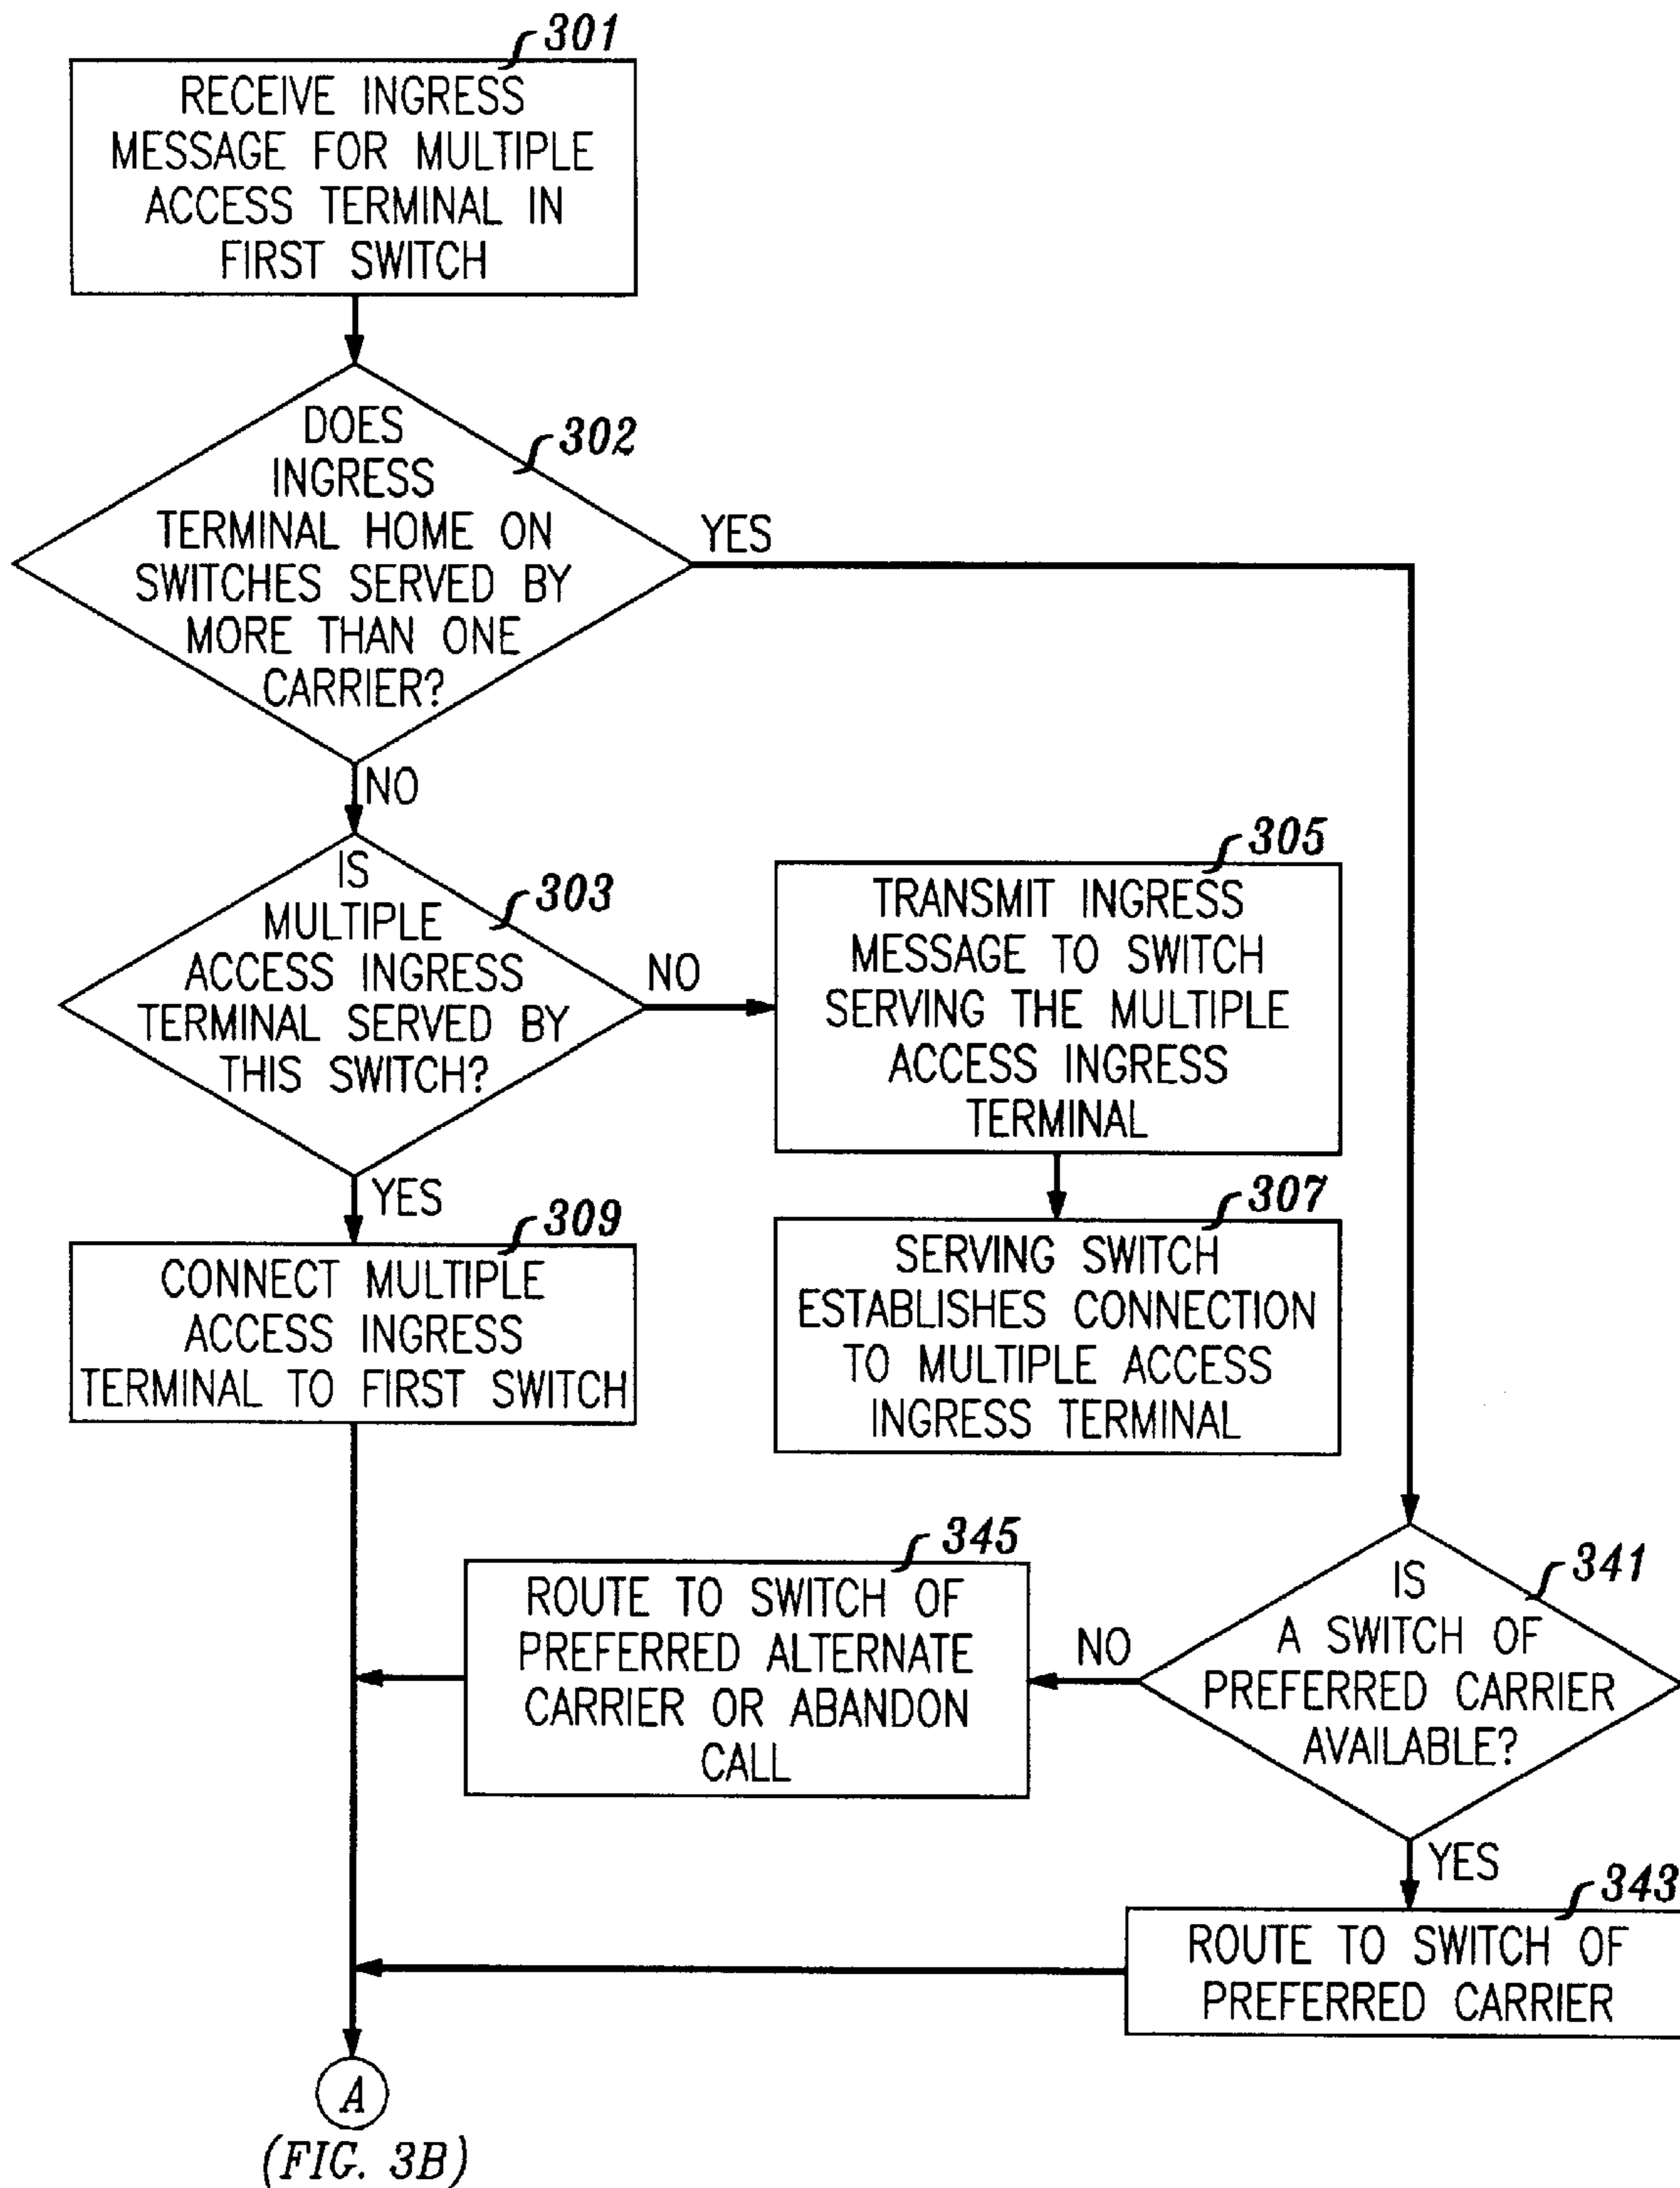 301
RECEIVE INGRESS
MESSAGE FOR MULTIPLE
ACCESS TERMINAL IN
FIRST SWITCH
302
DOES
INGRESS
TERMINAL HOME ON
SWITCHES SERVED BY
MORE THAN ONE
CARRIER?
YES
NO
303
IS
MULTIPLE
ACCESS INGRESS
TERMINAL SERVED BY
THIS SWITCH?
NO
YES
305
TRANSMIT INGRESS
MESSAGE TO SWITCH
SERVING THE MULTIPLE
ACCESS INGRESS
TERMINAL
307
SERVING SWITCH
ESTABLISHES CONNECTION
TO MULTIPLE ACCESS
INGRESS TERMINAL
309
CONNECT MULTIPLE
ACCESS INGRESS
TERMINAL TO FIRST SWITCH
341
IS
A SWITCH OF
PREFERRED CARRIER
AVAILABLE?
NO
YES
345
ROUTE TO SWITCH OF
PREFERRED ALTERNATE
CARRIER OR ABANDON
CALL
343
ROUTE TO SWITCH OF
PREFERRED CARRIER
A
(FIG. 3B)